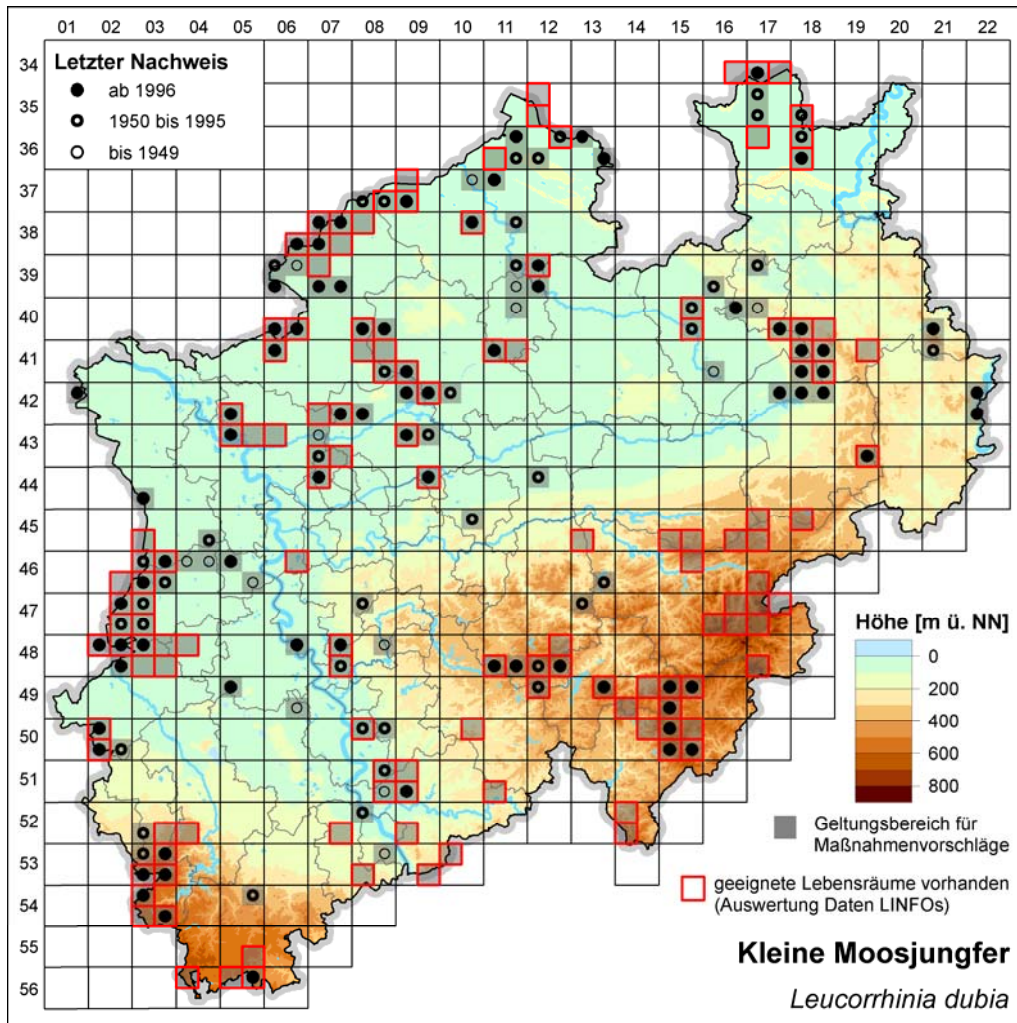 01 02 03 04 05 06 07 08 09 10 11 12 13 14 15 16 17 18 19 20 21 22
34
35
36
37
38
39
40
41
42
43
44
45
46
47
48
49
50
51
52
53
54
55
56
Letzter Nachweis
ab 1996
1950 bis 1995
bis 1949
Höhe [m ü. NN]
0
200
400
600
800
Geltungsbereich für
Maßnahmenvorschläge
geeignete Lebensräume vorhanden
(Auswertung Daten LINFOs)
Kleine Moosjungfer
Leucorrhinia dubia